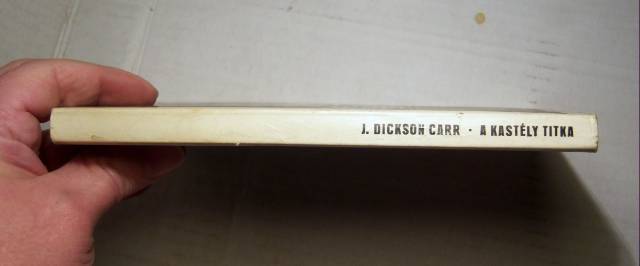 J. DICKSON CARR · A KASTÉLY TITKA